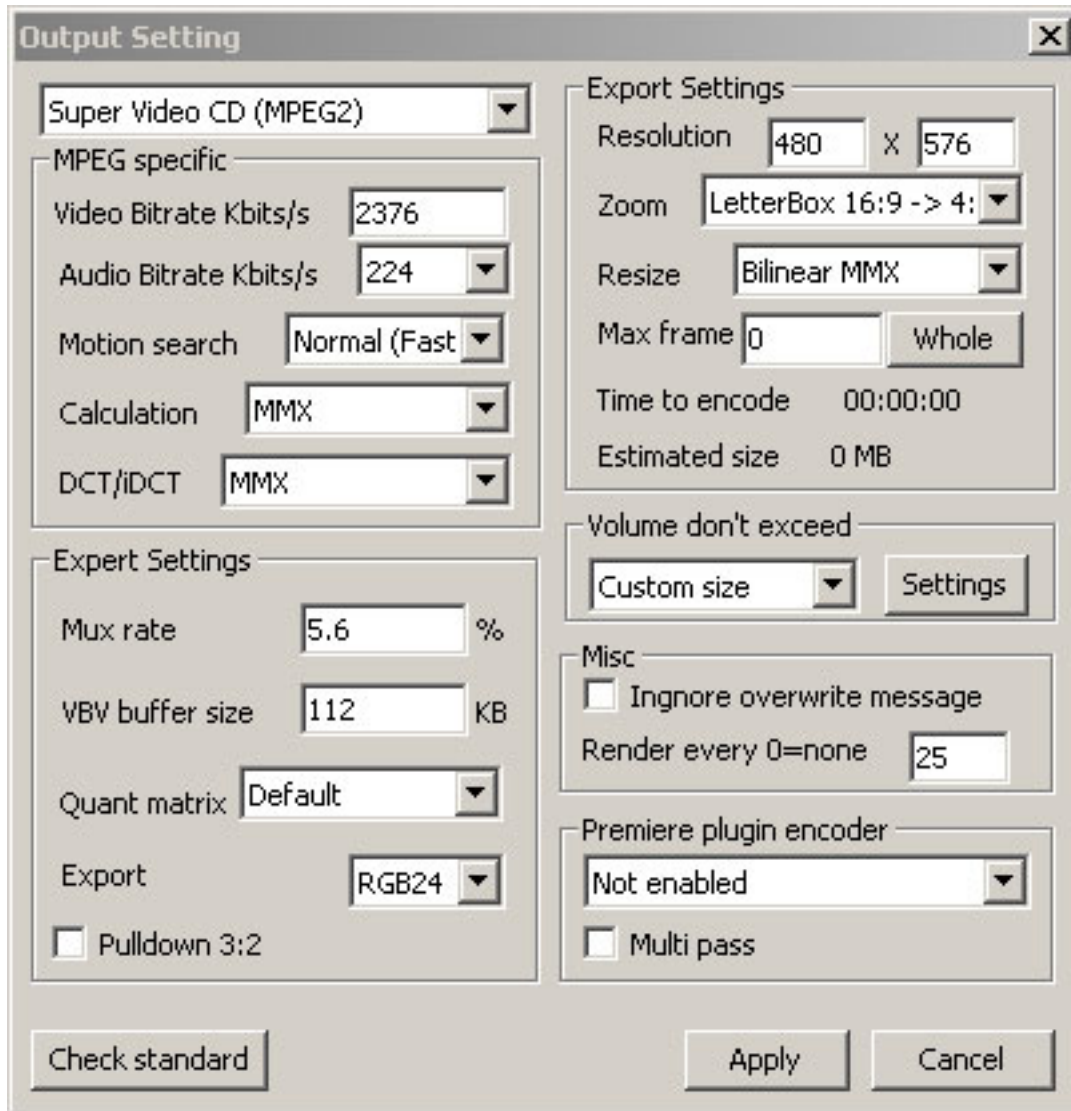 Output Setting
Super Video CD (MPEG2)
MPEG specific
Video Bitrate Kbits/s 2376
Audio Bitrate Kbits/s 224
Motion search Normal (Fast
Calculation MMX
DCT/iDCT MMX
Expert Settings
Mux rate 5.6 %
VBV buffer size 112 KB
Quant matrix Default
Export RGB24
Pulldown 3:2
Check standard
Export Settings
Resolution 480 X 576
Zoom LetterBox 16:9 -> 4:
Resize Bilinear MMX
Max frame 0 Whole
Time to encode 00:00:00
Estimated size 0 MB
Volume don't exceed
Custom size Settings
Misc
Ingnore overwrite message
Render every 0=none 25
Premiere plugin encoder
Not enabled
Multi pass
Apply Cancel